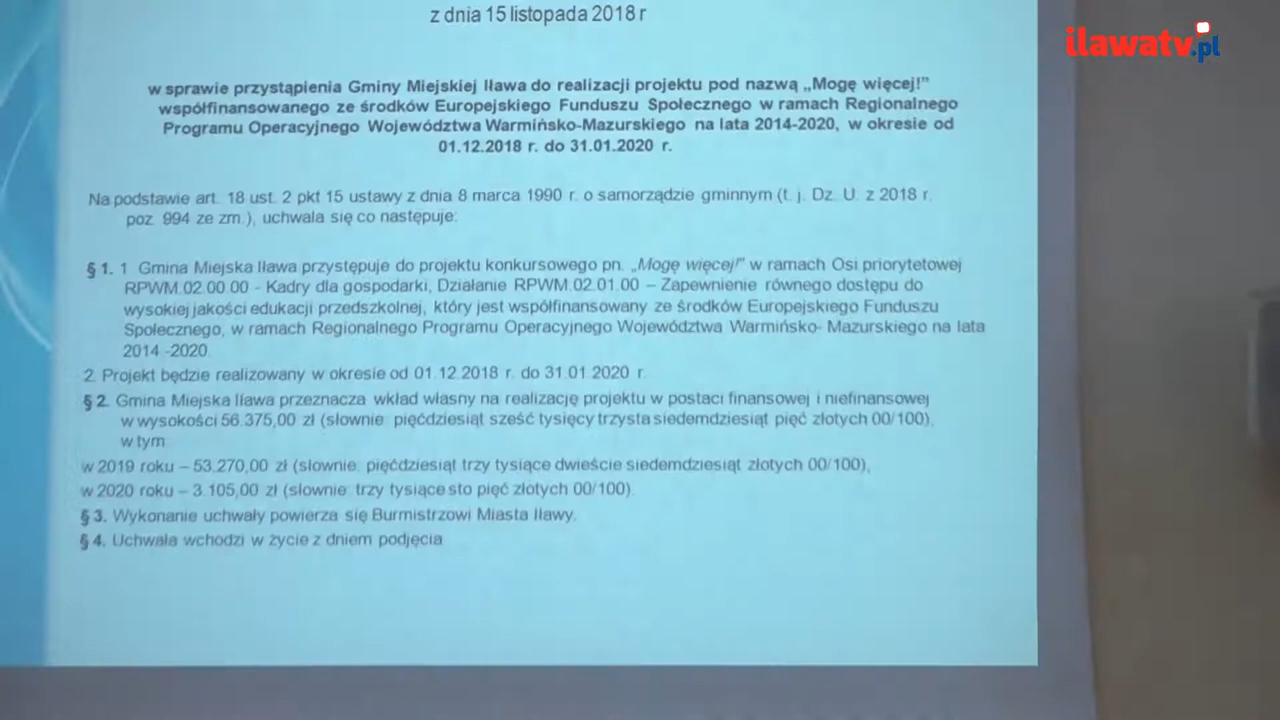 z dnia 15 listopada 2018 r
ilawatv.pl
w sprawie przystąpienia Gminy Miejskiej Iława do realizacji projektu pod nazwą „Mogę więcej!”
współfinansowanego ze środków Europejskiego Funduszu Społecznego w ramach Regionalnego
Programu Operacyjnego Województwa Warmińsko-Mazurskiego na lata 2014-2020, w okresie od
01.12.2018 r. do 31.01.2020 r.
Na podstawie art. 18 ust. 2 pkt 15 ustawy z dnia 8 marca 1990 r. o samorządzie gminnym (t. j. Dz. U. z 2018 r.
poz. 994 ze zm.), uchwala się co następuje:
§ 1. 1 Gmina Miejska Iława przystępuje do projektu konkursowego pn. „Mogę więcej!” w ramach Osi priorytetowej
RPWM.02.00.00 - Kadry dla gospodarki, Działanie RPWM.02.01.00 – Zapewnienie równego dostępu do
wysokiej jakości edukacji przedszkolnej, który jest współfinansowany ze środków Europejskiego Funduszu
Społecznego, w ramach Regionalnego Programu Operacyjnego Województwa Warmińsko- Mazurskiego na lata
2014 -2020.
2. Projekt będzie realizowany w okresie od 01.12.2018 r. do 31.01.2020 r.
§ 2. Gmina Miejska Iława przeznacza wkład własny na realizację projektu w postaci finansowej i niefinansowej
w wysokości 56.375,00 zł (słownie: pięćdziesiąt sześć tysięcy trzysta siedemdziesiąt pięć złotych 00/100),
w tym:
w 2019 roku – 53.270,00 zł (słownie: pięćdziesiąt trzy tysiące dwieście siedemdziesiąt złotych 00/100),
w 2020 roku – 3.105,00 zł (słownie: trzy tysiące sto pięć złotych 00/100).
§ 3. Wykonanie uchwały powierza się Burmistrzowi Miasta Iławy.
§ 4. Uchwała wchodzi w życie z dniem podjęcia